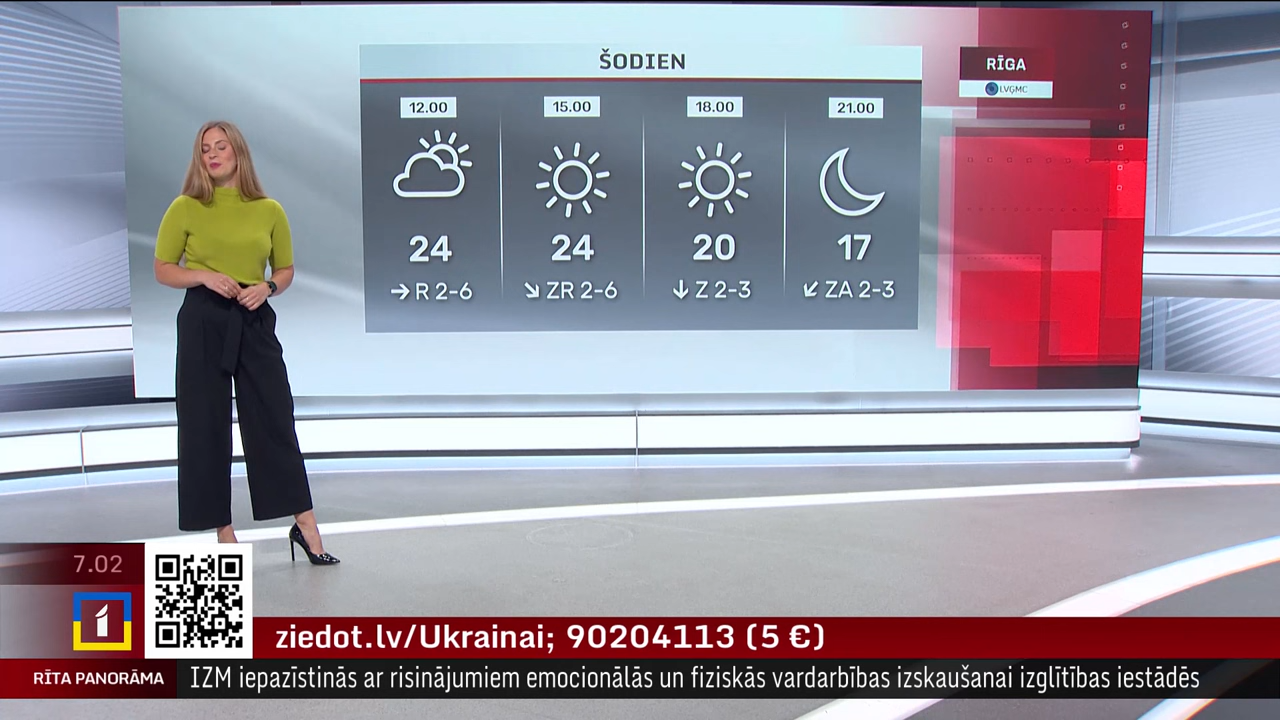 ŠODIEN
RĪGA
LVĢMC
12.00
15.00
18.00
21.00
24
24
20
17
R 2-6
ZR 2-6
Z 2-3
ZA 2-3
7.02
1
ziedot.lv/Ukrainai; 90204113 (5 €)
RĪTA PANORĀMA
IZM iepazīstinās ar risinājumiem emocionālās un fiziskās vardarbības izskaušanai izglītības iestādēs